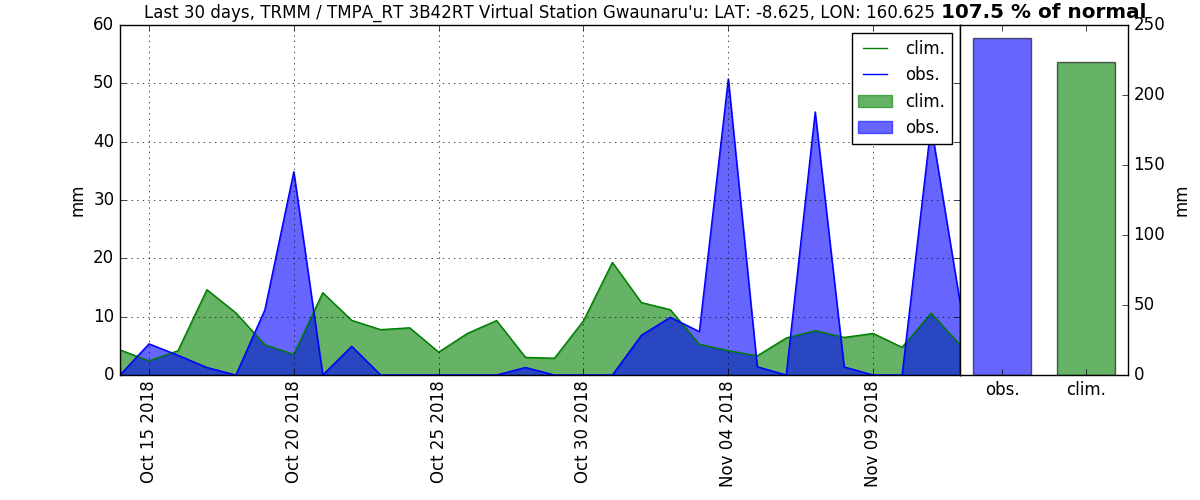 Last 30 days, TRMM / TMPA_RT 3B42RT Virtual Station Gwaunaru'u: LAT: -8.625, LON: 160.625 107.5 % of normal
60
50
40
30
20
10
0
mm
Oct 15 2018
Oct 20 2018
Oct 25 2018
Oct 30 2018
Nov 04 2018
Nov 09 2018
clim.
obs.
clim.
obs.
250
200
150
100
50
0
mm
obs. clim.